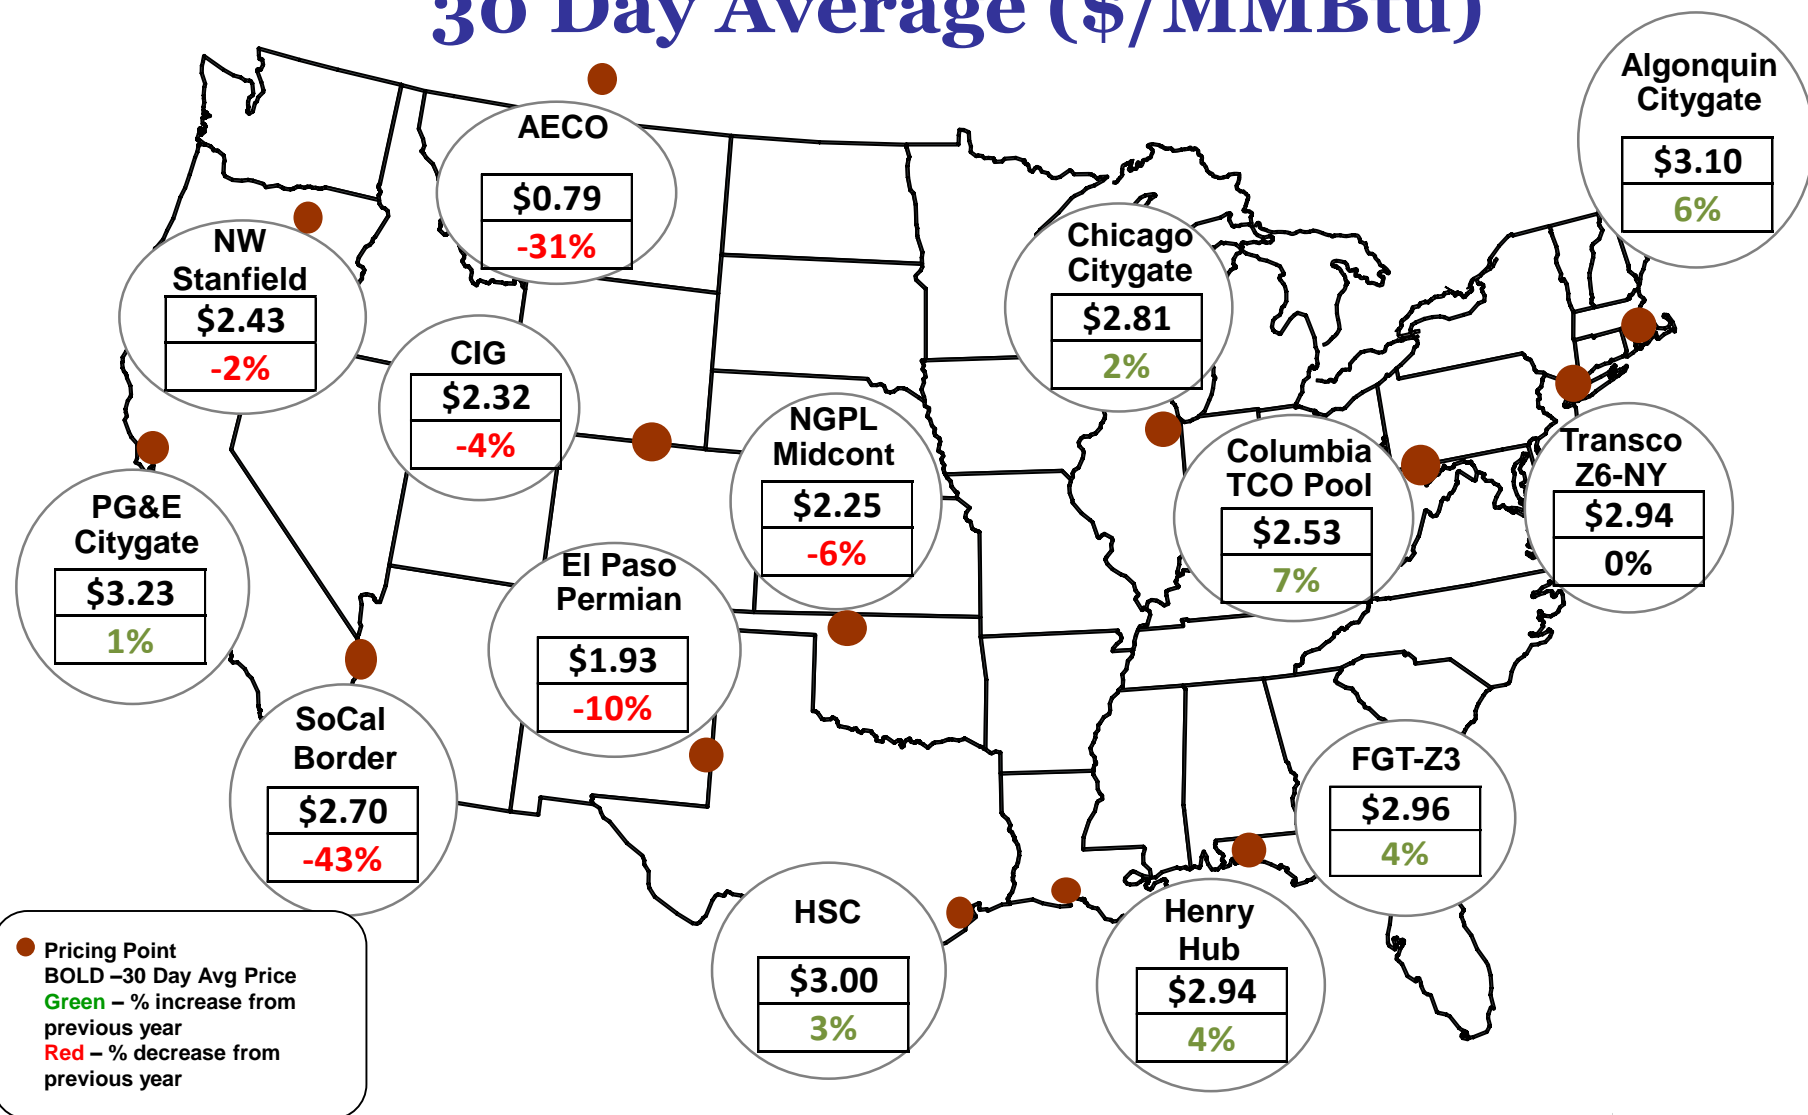 30 Day Average ($/MMBtu)
Algonquin
Citygate
$3.10
6%
AECO
$0.79
-31%
NW
Stanfield
$2.43
-2%
Chicago
Citygate
$2.81
2%
CIG
$2.32
-4%
NGPL
Midcont
$2.25
-6%
Columbia
TCO Pool
$2.53
7%
Transco
Z6-NY
$2.94
0%
PG&E
Citygate
$3.23
1%
El Paso
Permian
$1.93
-10%
SoCal
Border
$2.70
-43%
FGT-Z3
$2.96
4%
HSC
$3.00
3%
Henry
Hub
$2.94
4%
Pricing Point
BOLD –30 Day Avg Price
Green – % increase from
previous year
Red – % decrease from
previous year